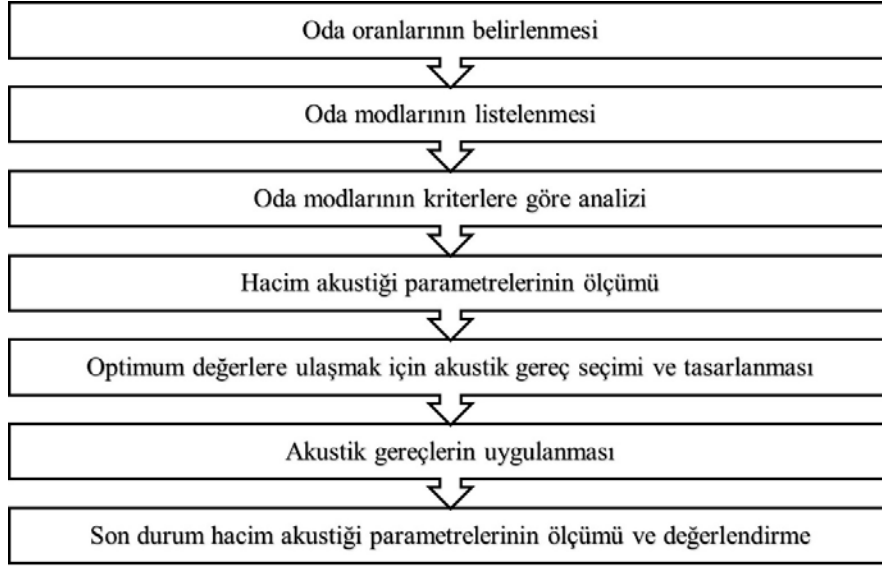 Oda oranlarının belirlenmesi
Oda modlarının listelenmesi
Oda modlarının kriterlere göre analizi
Hacim akustiği parametrelerinin ölçümü
Optimum değerlere ulaşmak için akustik gereç seçimi ve tasarlanması
Akustik gereçlerin uygulanması
Son durum hacim akustiği parametrelerinin ölçümü ve değerlendirme